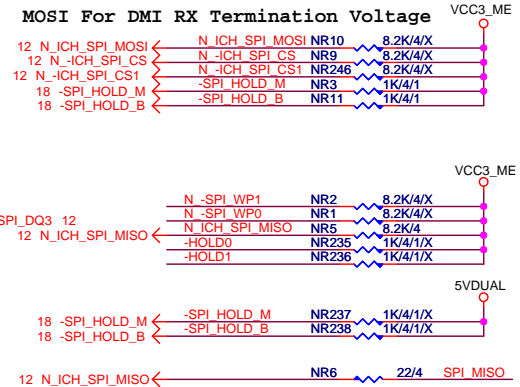 MOSI For DMI RX Termination Voltage
VCC3_ME
12 N_ICH_SPI_MOSI N_ICH_SPI_MOSI NR10 8.2K/4/X
12 N_-ICH_SPI_CS N_-ICH_SPI_CS NR9 8.2K/4/X
12 N_-ICH_SPI_CS1 N_-ICH_SPI_CS1 NR246 8.2K/4/X
18 -SPI_HOLD_M -SPI_HOLD_M NR3 1K/4/1
18 -SPI_HOLD_B -SPI_HOLD_B NR11 1K/4/1
VCC3_ME
N_-SPI_WP1 NR2 8.2K/4/X
SPI_DQ3 12 N_-SPI_WP0 NR1 8.2K/4/X
12 N_ICH_SPI_MISO N_ICH_SPI_MISO NR5 8.2K/4
-HOLD0 NR235 1K/4/1/X
-HOLD1 NR236 1K/4/1/X
5VDUAL
18 -SPI_HOLD_M -SPI_HOLD_M NR237 1K/4/1/X
18 -SPI_HOLD_B -SPI_HOLD_B NR238 1K/4/1/X
12 N_ICH_SPI_MISO NR6 22/4 SPI_MISO